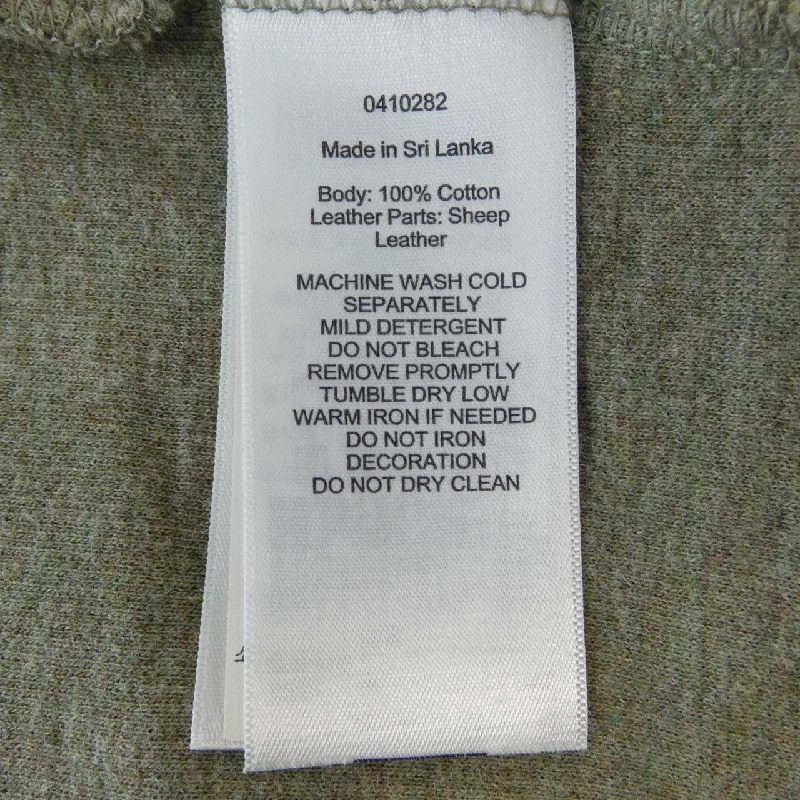 0410282
Made in Sri Lanka
Body: 100% Cotton
Leather Parts: Sheep
Leather
MACHINE WASH COLD
SEPARATELY
MILD DETERGENT
DO NOT BLEACH
REMOVE PROMPTLY
TUMBLE DRY LOW
WARM IRON IF NEEDED
DO NOT IRON
DECORATION
DO NOT DRY CLEAN